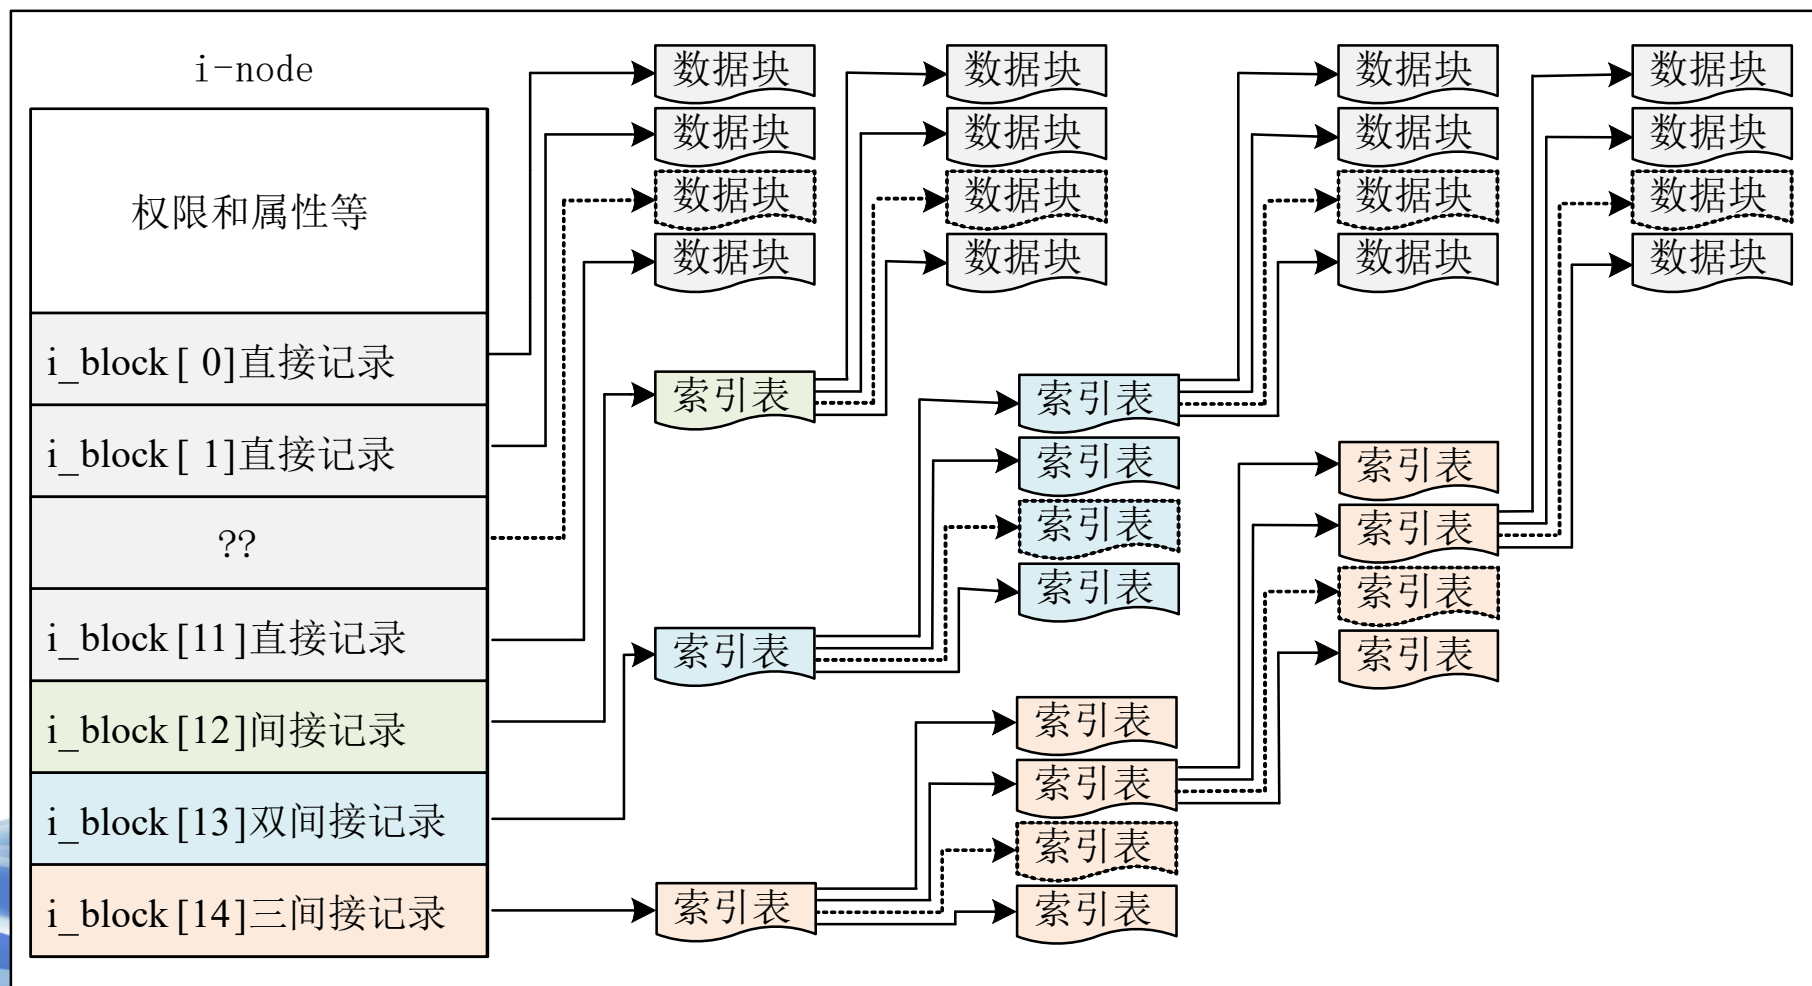 i-node
权限和属性等
i_block[ 0]直接记录
i_block[ 1]直接记录
??
i_block[11]直接记录
i_block[12]间接记录
i_block[13]双间接记录
i_block[14]三间接记录
数据块
数据块
数据块
数据块
索引表
索引表
索引表
数据块
数据块
数据块
数据块
索引表
索引表
索引表
索引表
索引表
索引表
索引表
索引表
数据块
数据块
数据块
数据块
索引表
索引表
索引表
索引表
数据块
数据块
数据块
数据块